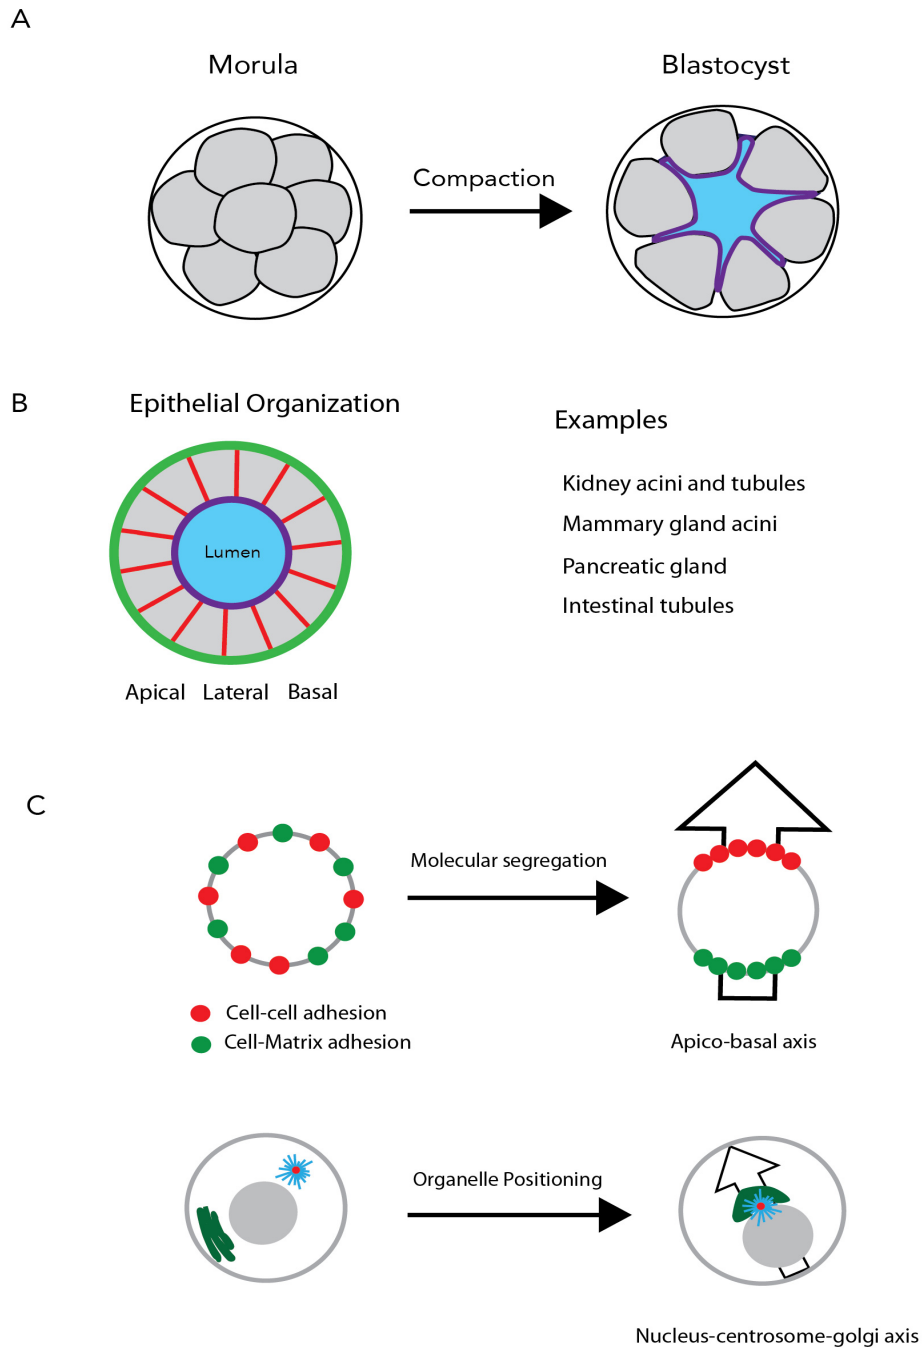 A
Morula
Blastocyst
Compaction
B
Epithelial Organization
Examples
Lumen
Kidney acini and tubules
Mammary gland acini
Pancreatic gland
Intestinal tubules
Apical Lateral Basal
C
Molecular segregation
Cell-cell adhesion
Cell-Matrix adhesion
Apico-basal axis
Organelle Positioning
Nucleus-centrosome-golgi axis